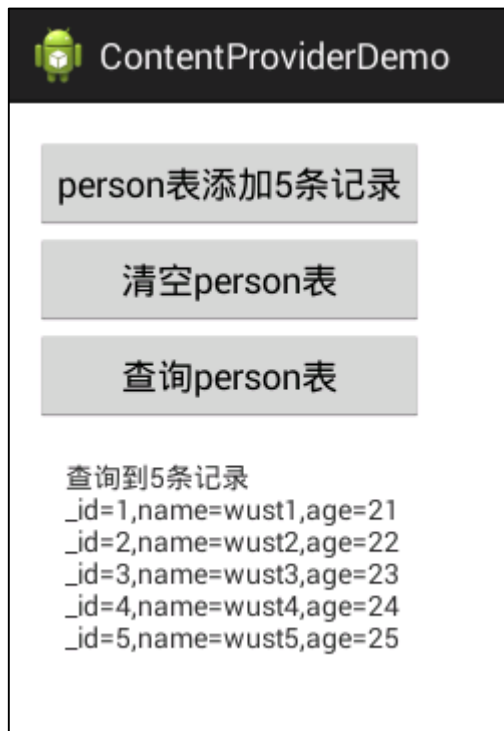 ContentProviderDemo
person表添加5条记录
清空person表
查询person表
查询到5条记录
_id=1,name=wust1,age=21
_id=2,name=wust2,age=22
_id=3,name=wust3,age=23
_id=4,name=wust4,age=24
_id=5,name=wust5,age=25